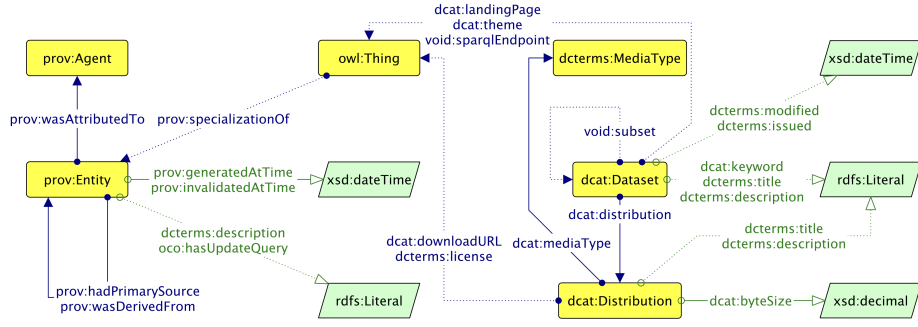 dcat:landingPage
dcat:theme
void:sparqlEndpoint
prov:Agent
owl:Thing
dcterms:MediaType
xsd:dateTime
prov:wasAttributedTo
prov:specializationOf
void:subset
dcterms:modified
dcterms:issued
prov:Entity
prov:generatedAtTime
prov:invalidatedAtTime
xsd:dateTime
dcat:Dataset
dcat:keyword
dcterms:title
dcterms:description
rdfs:Literal
dcat:distribution
dcterms:description
oco:hasUpdateQuery
dcat:downloadURL
dcterms:license
dcat:mediaType
dcterms:title
dcterms:description
prov:hadPrimarySource
prov:wasDerivedFrom
rdfs:Literal
dcat:Distribution
dcat:byteSize
xsd:decimal